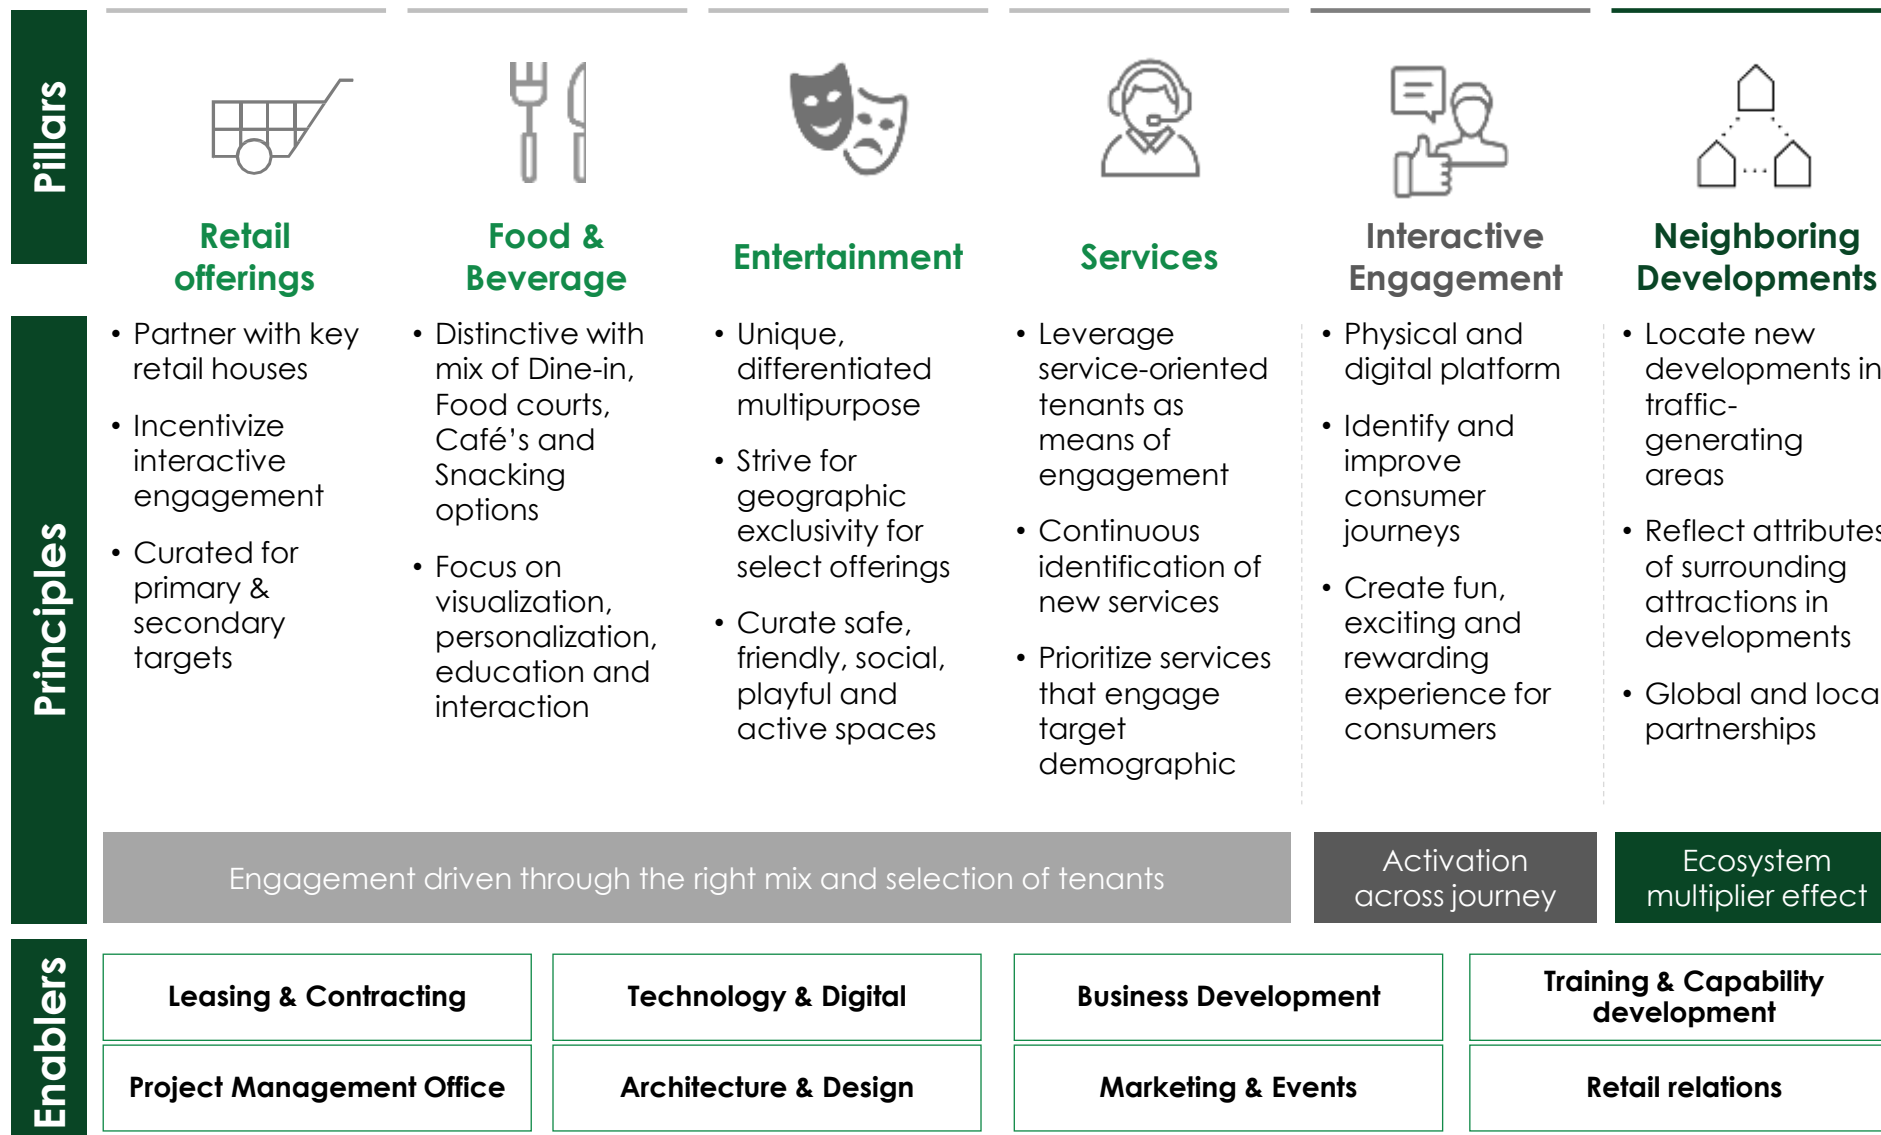 Pillars
Retail
offerings
Food &
Beverage
Entertainment
Services
Interactive
Engagement
Neighboring
Developments
Principles
• Partner with key
retail houses
• Incentivize
interactive
engagement
• Curated for
primary &
secondary
targets
• Distinctive with
mix of Dine-in,
Food courts,
Café’s and
Snacking
options
• Focus on
visualization,
personalization,
education and
interaction
• Unique,
differentiated
multipurpose
• Strive for
geographic
exclusivity for
select offerings
• Curate safe,
friendly, social,
playful and
active spaces
• Leverage
service-oriented
tenants as
means of
engagement
• Continuous
identification of
new services
• Prioritize services
that engage
target
demographic
• Physical and
digital platform
• Identify and
improve
consumer
journeys
• Create fun,
exciting and
rewarding
experience for
consumers
• Locate new
developments in
traffic-
generating
areas
• Reflect attributes
of surrounding
attractions in
developments
• Global and loca
partnerships
Engagement driven through the right mix and selection of tenants
Activation
across journey
Ecosystem
multiplier effect
Enablers
Leasing & Contracting
Technology & Digital
Business Development
Training & Capability
development
Project Management Office
Architecture & Design
Marketing & Events
Retail relations